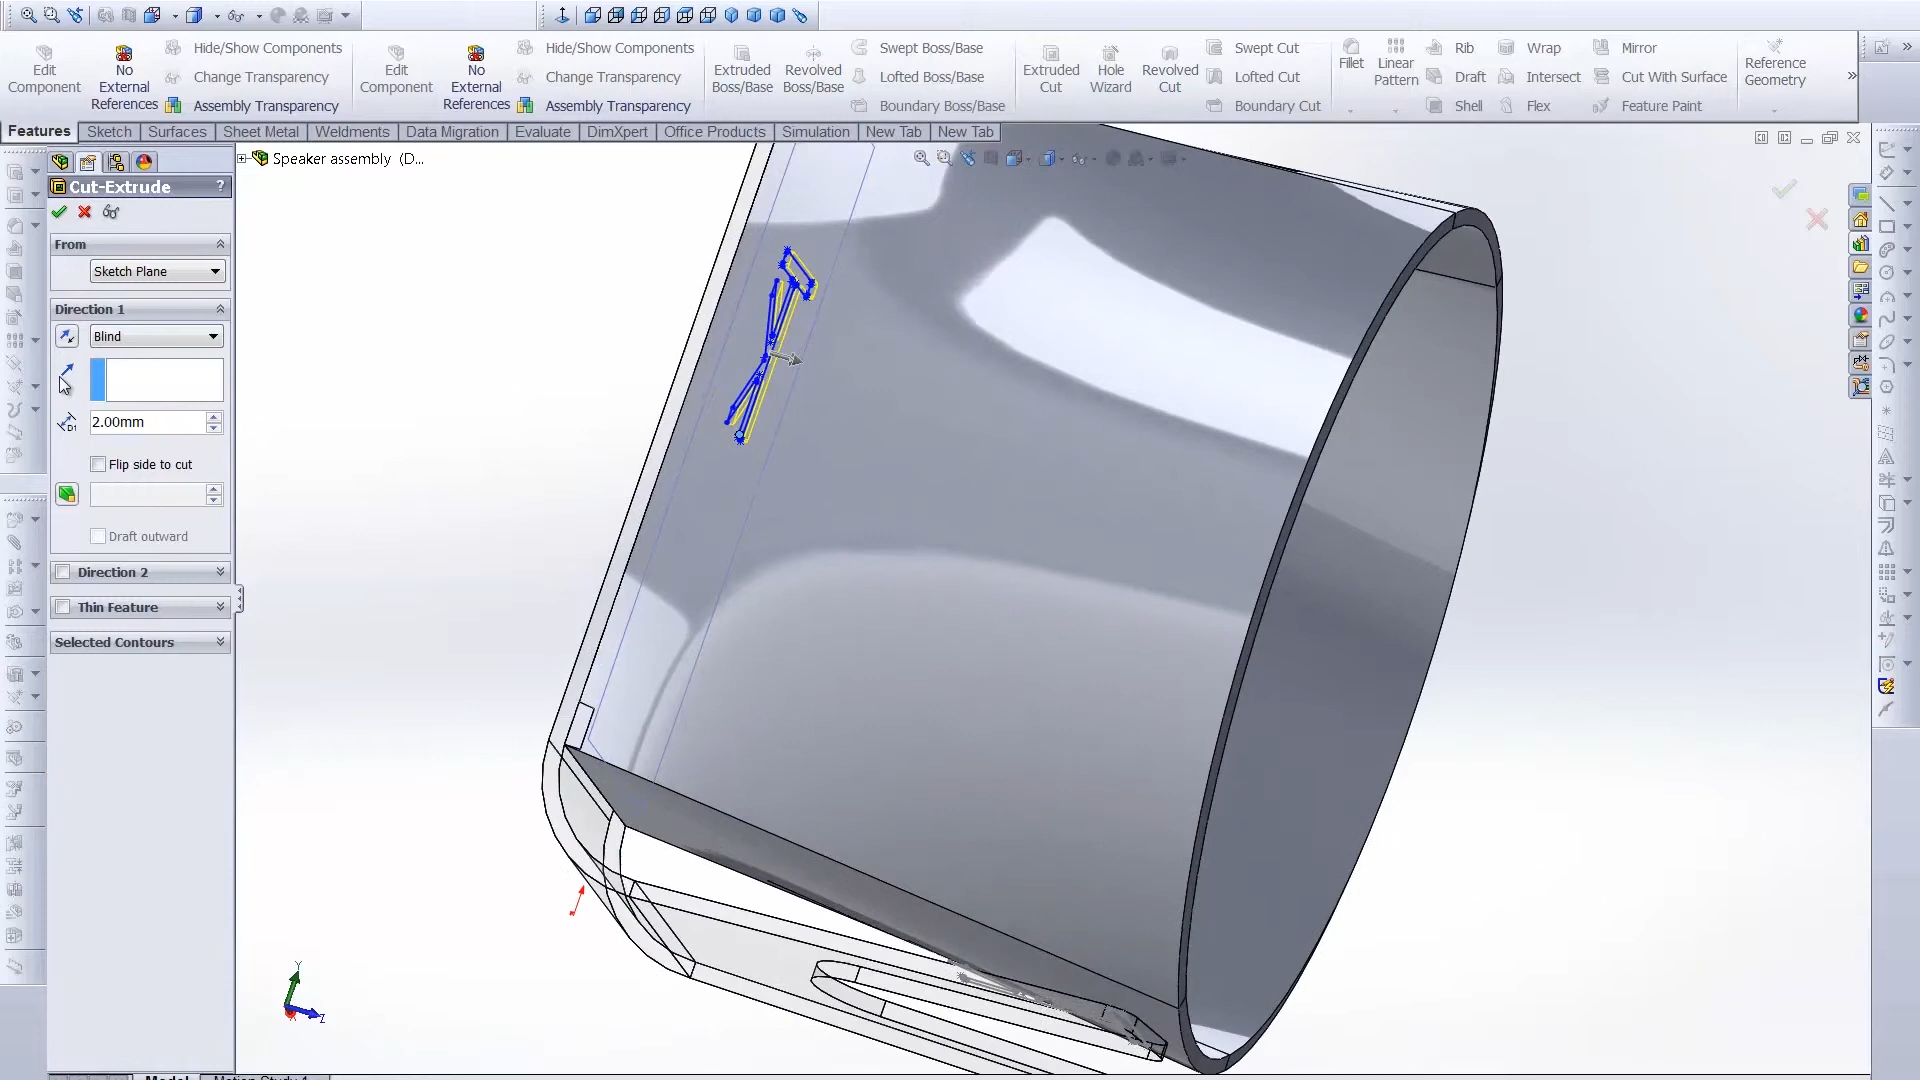 Edit Component
No External References
Hide/Show Components
Change Transparency
Assembly Transparency
Edit Component
No External References
Hide/Show Components
Change Transparency
Assembly Transparency
Extruded Boss/Base
Revolved Boss/Base
Swept Boss/Base
Lofted Boss/Base
Boundary Boss/Base
Extruded Cut
Hole Wizard
Revolved Cut
Swept Cut
Lofted Cut
Boundary Cut
Fillet
Linear Pattern
Rib
Draft
Shell
Wrap
Intersect
Flex
Mirror
Cut With Surface
Feature Paint
Reference Geometry
Features Sketch Surfaces Sheet Metal Weldments Data Migration Evaluate DimXpert Office Products Simulation New Tab New Tab
Speaker assembly (D...
Cut-Extrude ?
From
Sketch Plane
Direction 1
Blind
D1 2.00mm
Flip side to cut
Draft outward
Direction 2
Thin Feature
Selected Contours
Y
Z
X
Model Motion Study 1